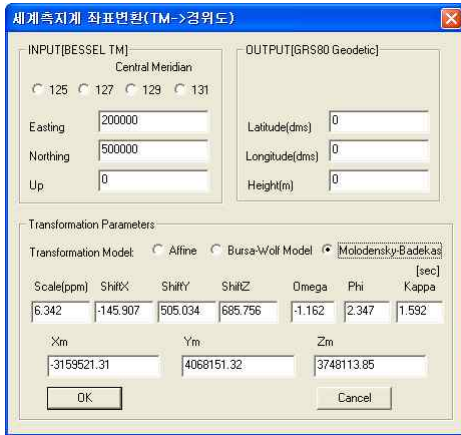 세계측지계 좌표변환(TM->경위도)
INPUT[BESSEL TM]
Central Meridian
125 127 129 131
Easting 200000
Northing 500000
Up 0
OUTPUT[GRS80 Geodetic]
Latitude(dms) 0
Longitude(dms) 0
Height(m) 0
Transformation Parameters
Transformation Model: Affine Bursa-Wolf Model Molodensky-Badekas
[sec]
Scale(ppm) ShiftX ShiftY ShiftZ Omega Phi Kappa
6.342 -145.907 505.034 685.756 -1.162 2.347 1.592
Xm Ym Zm
-3159521.31 4068151.32 3748113.85
OK Cancel